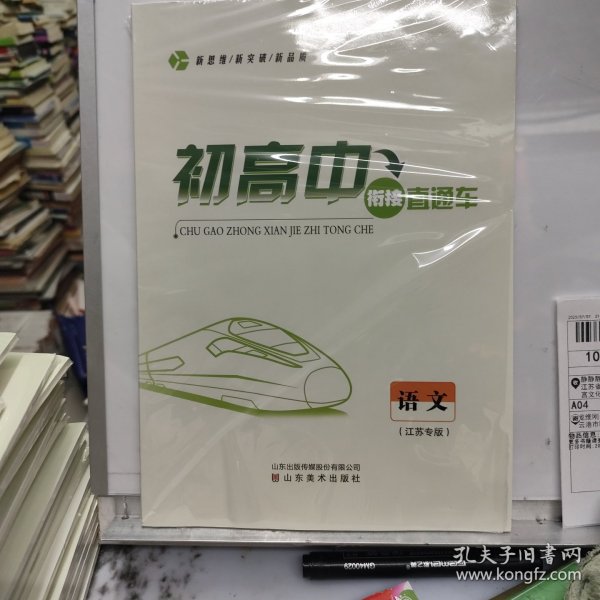 新思维/新突破/新品质
初高中
衔接
直通车
CHU GAO ZHONG XIAN JIE ZHI TONG CHE
语文
(江苏专版)
山东出版传媒股份有限公司
山东美术出版社
10
A04
GM40029
孔夫子旧书网
www.kongfz.com